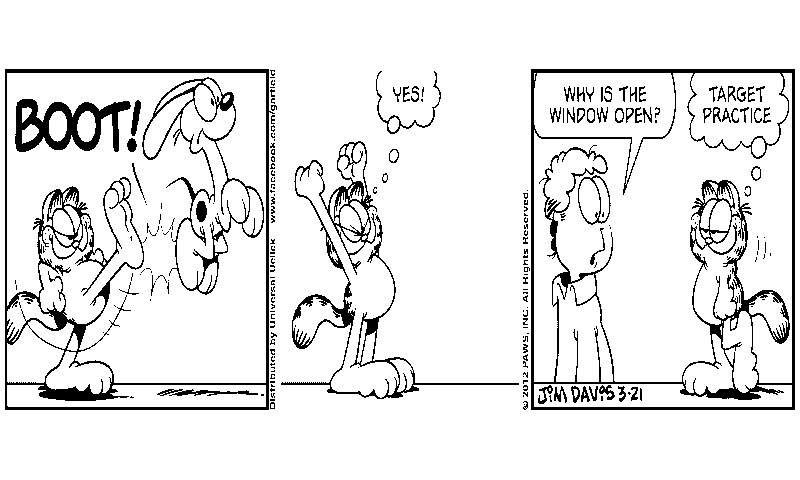 BOOT!
www.facebook.com/garfield
Distributed by Universal Uclick
YES!
© 2012 PAWS, INC. All Rights Reserved.
WHY IS THE
WINDOW OPEN?
TARGET
PRACTICE
JIM DAVIS 3·21